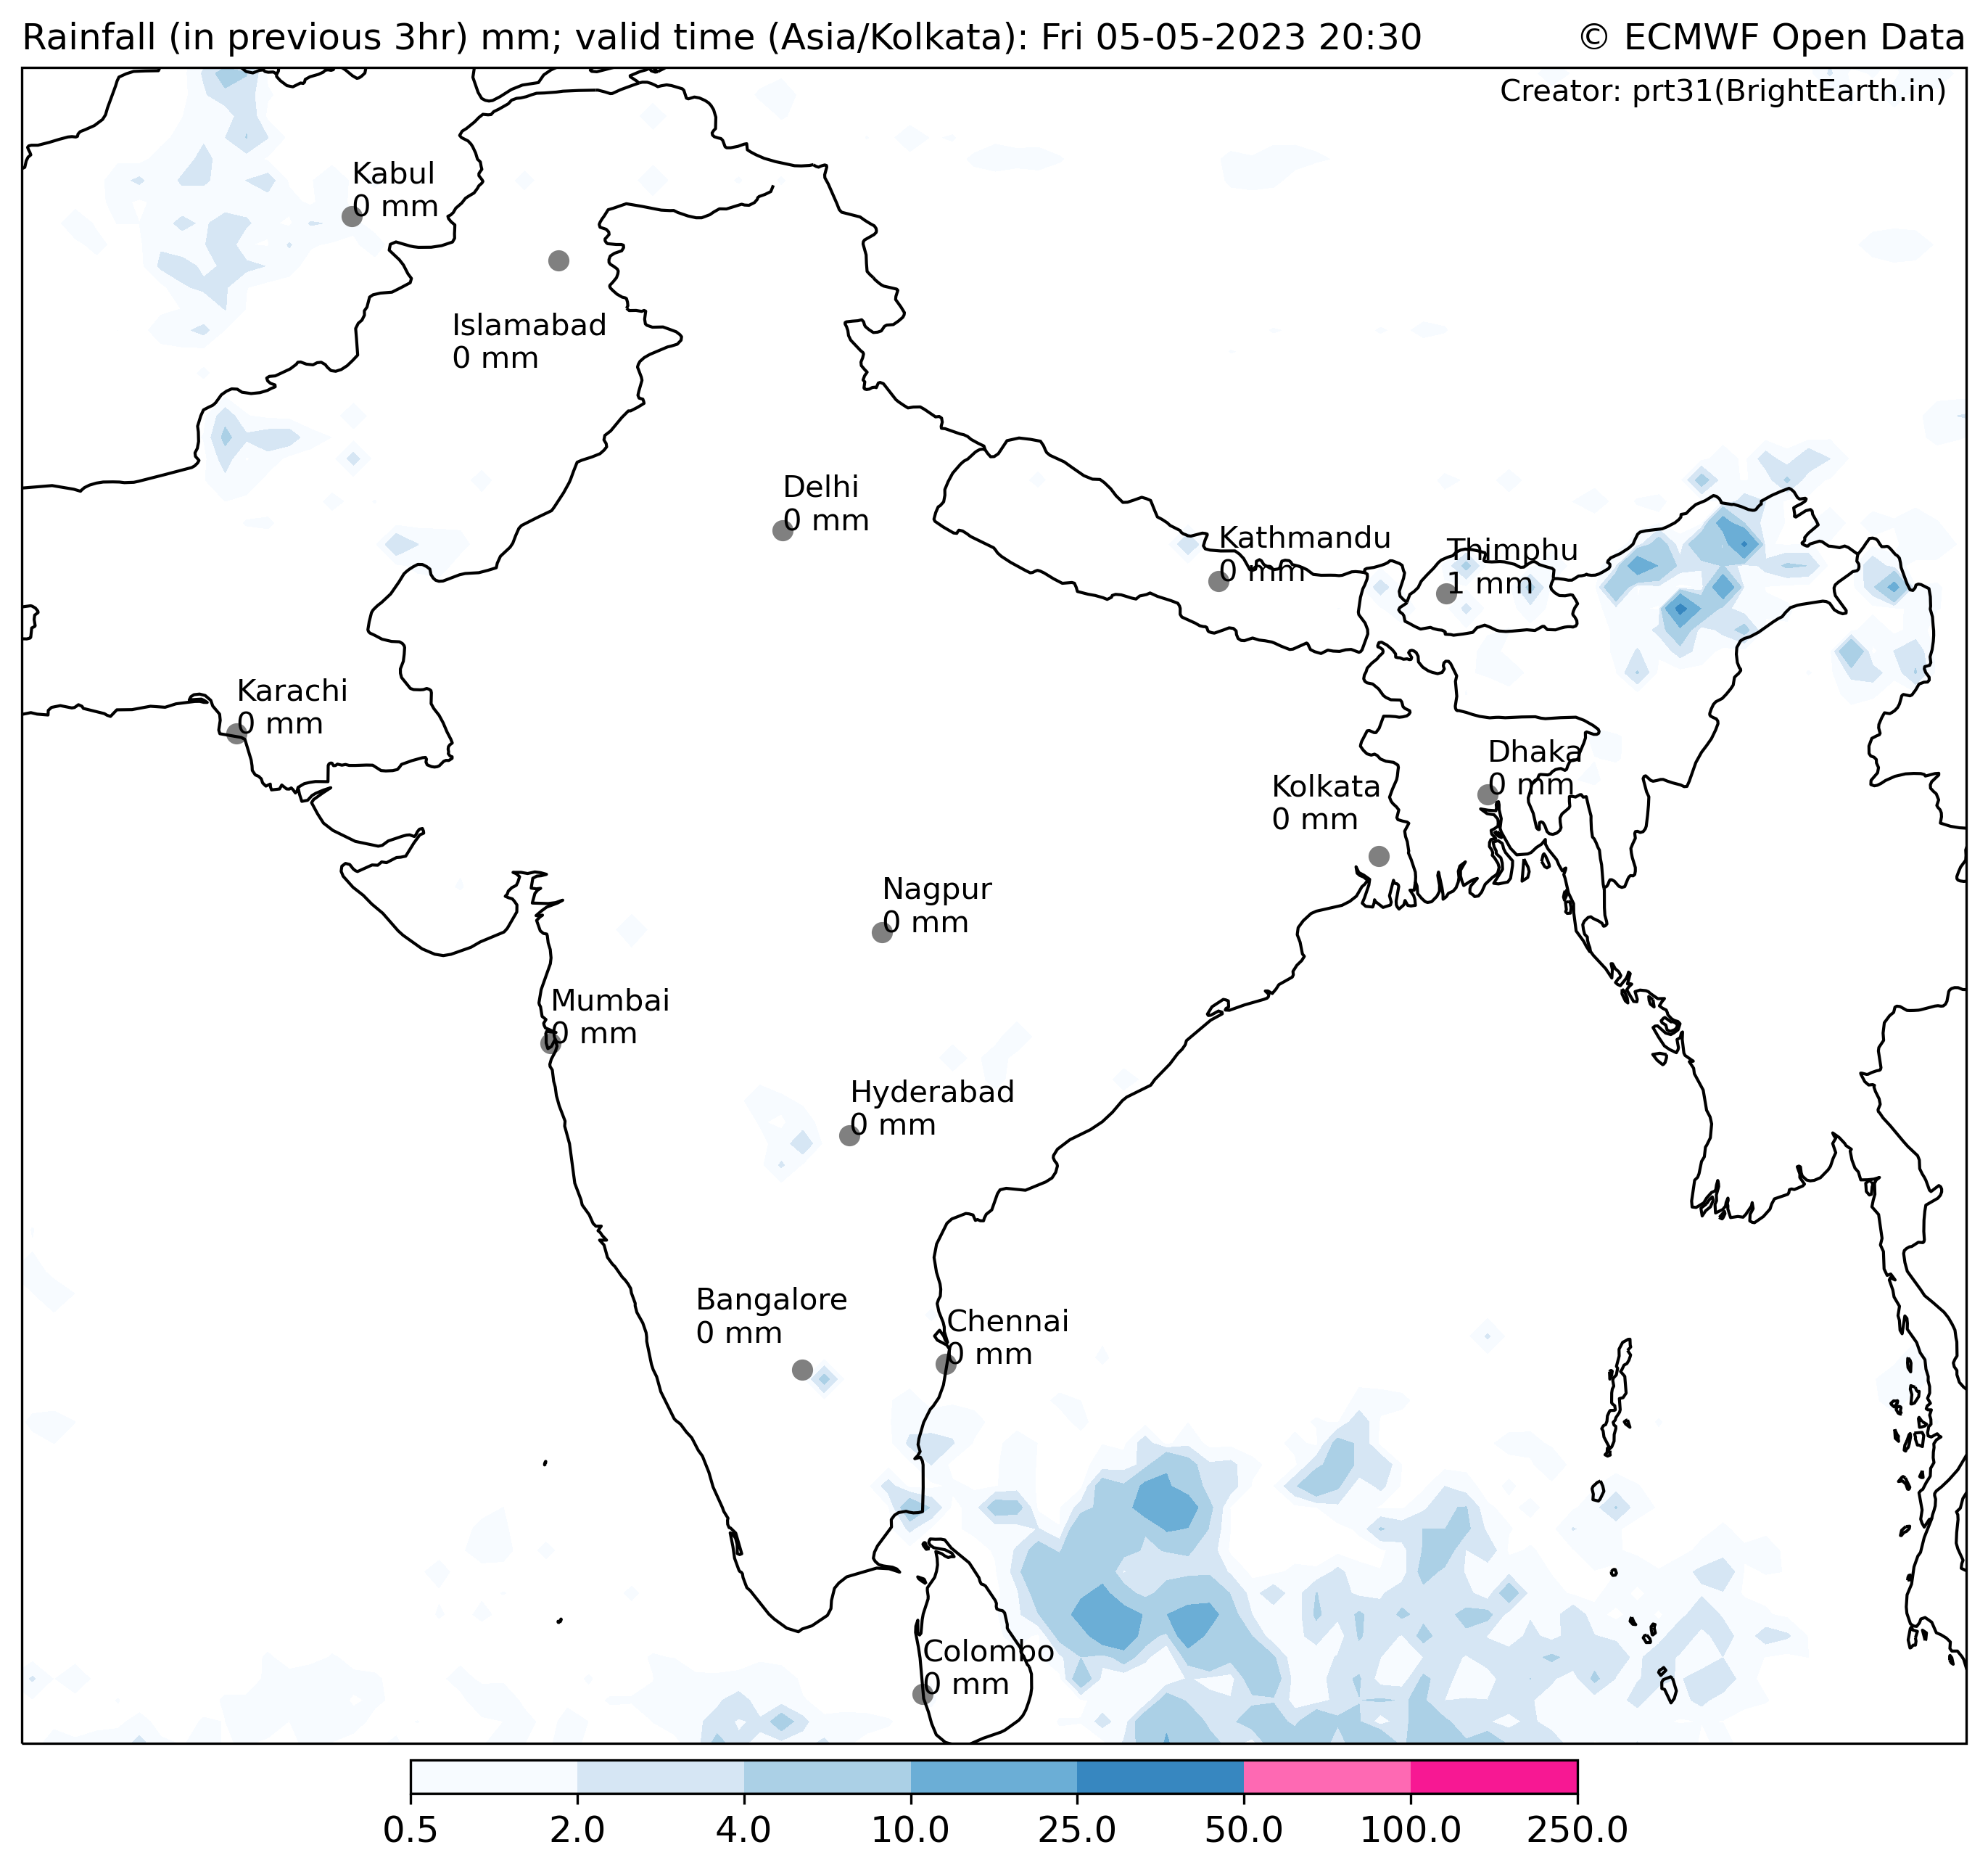 Rainfall (in previous 3hr) mm; valid time (Asia/Kolkata): Fri 05-05-2023 20:30
© ECMWF Open Data
Creator: prt31(BrightEarth.in)
Kabul
0 mm
Islamabad
0 mm
Delhi
0 mm
Kathmandu
0 mm
Thimphu
1 mm
Karachi
0 mm
Dhaka
0 mm
Kolkata
0 mm
Nagpur
0 mm
Mumbai
0 mm
Hyderabad
0 mm
Bangalore
0 mm
Chennai
0 mm
Colombo
0 mm
0.5 2.0 4.0 10.0 25.0 50.0 100.0 250.0